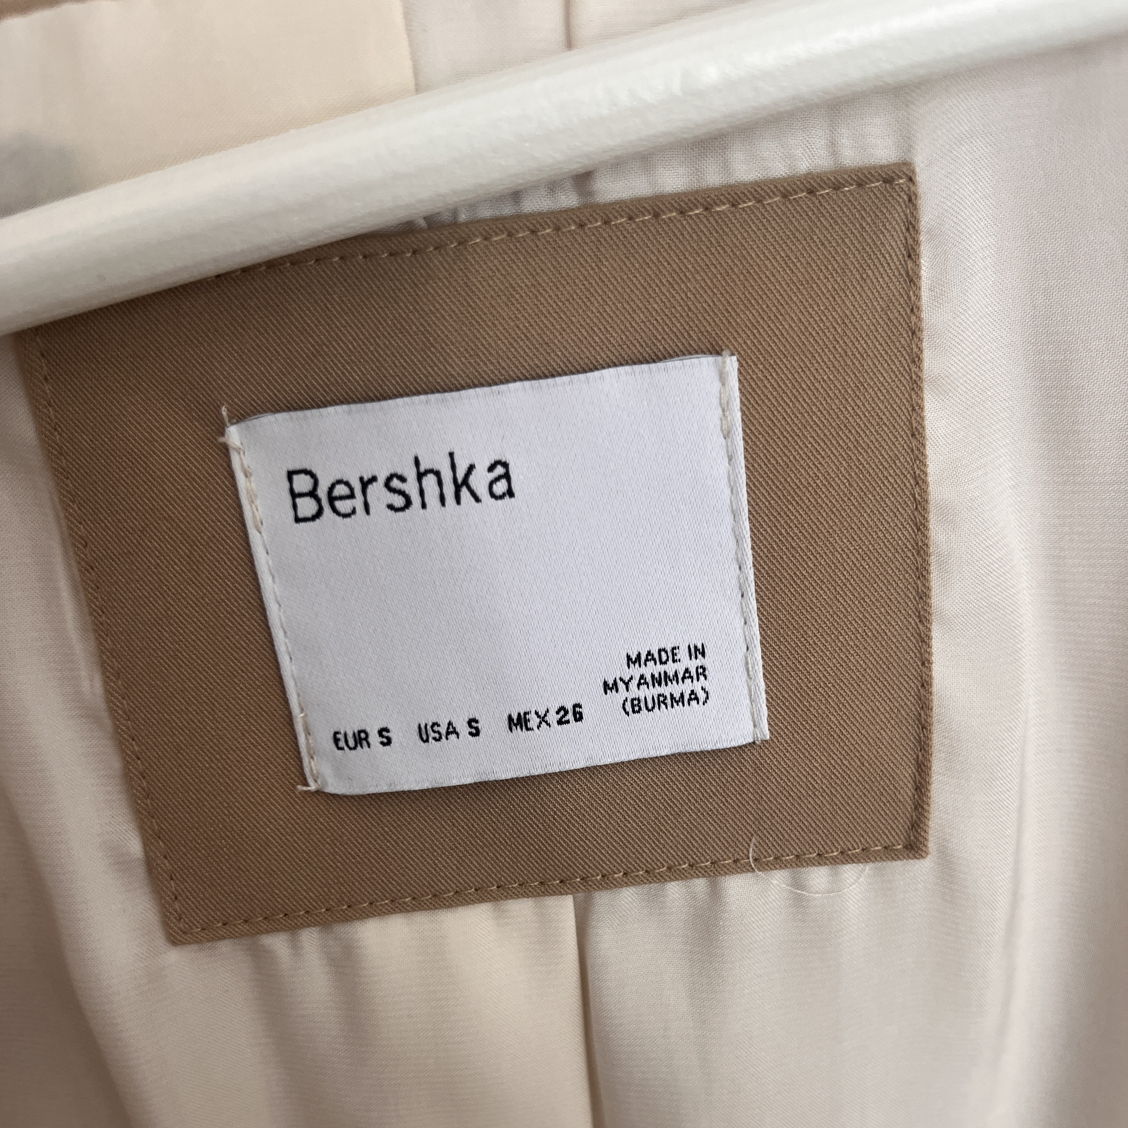 Bershka
MADE IN
MYANMAR
(BURMA)
EUR S USA S MEX 26